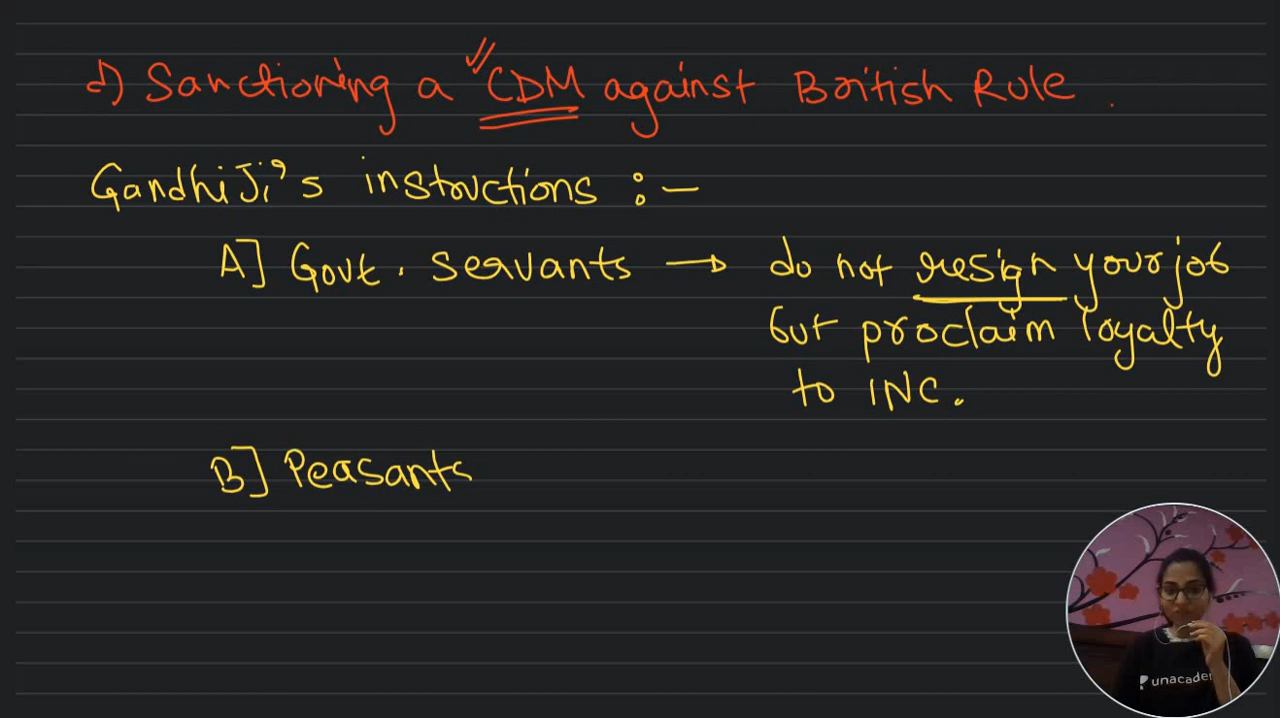 d) Sanctioning a "CDM against British Rule.
GandhiJi's instructions :-
A] Govt. servants → do not resign your job
but proclaim loyalty
to INC.
B] Peasants
unacadem